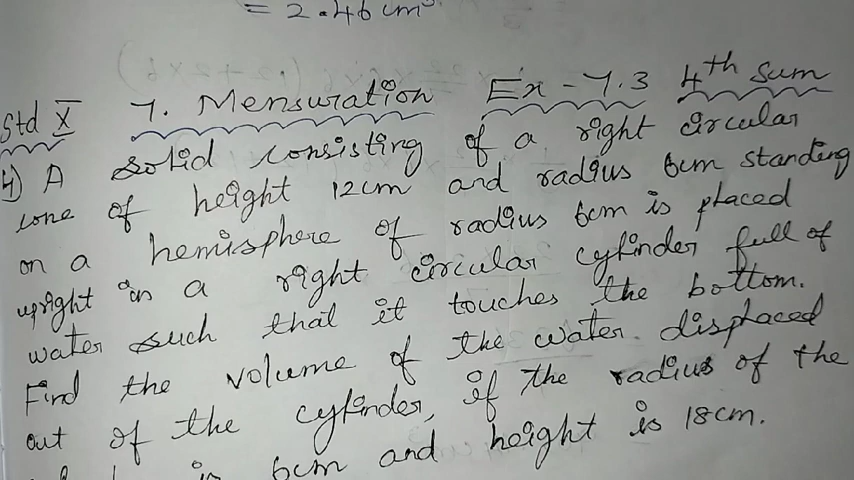 = 2.46 cm³
Std X 7. Mensuration Ex - 7.3 4th Sum
4) A solid consisting of a right circular
cone of height 12cm and radius 6cm standing
on a hemisphere of radius 6cm is placed
upright in a right circular cylinder full of
water such that it touches the bottom.
Find the volume of the water displaced
out of the cylinder, if the radius of the
is 6cm and height is 18cm.